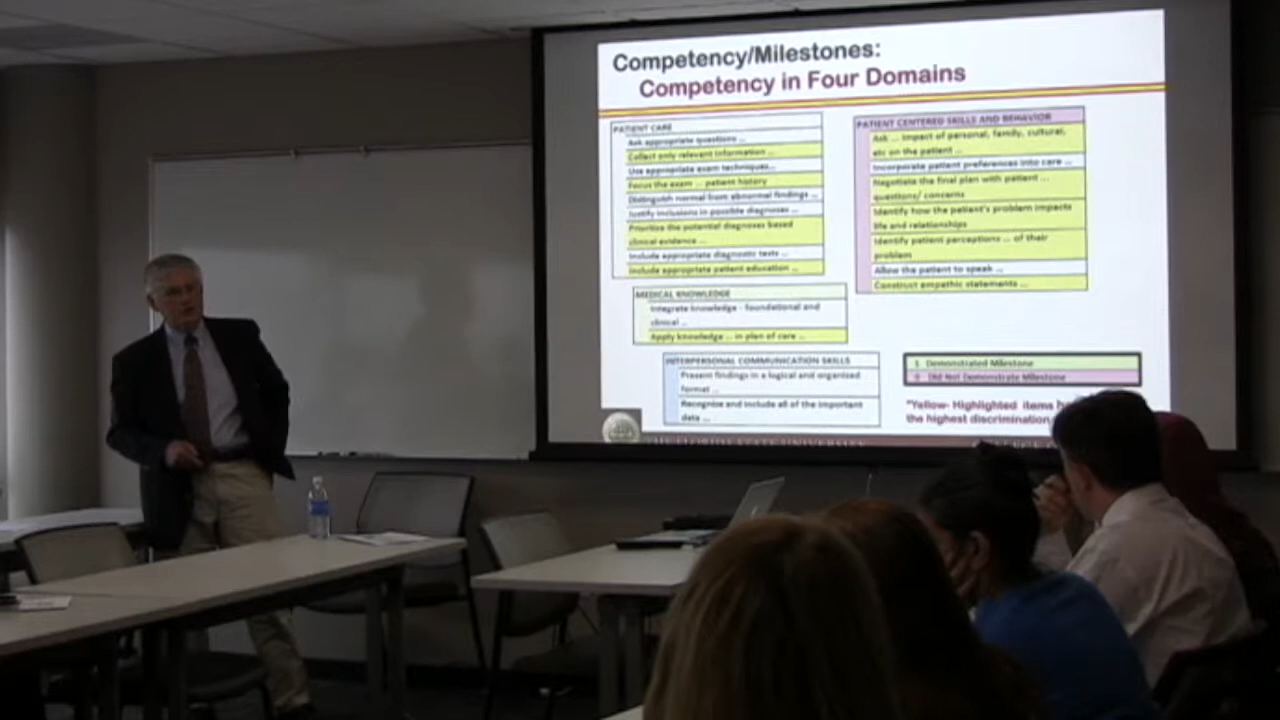 Competency/Milestones:
Competency in Four Domains
PATIENT CARE
Ask appropriate questions ...
Collect only relevant information ...
Use appropriate exam techniques...
Focus the exam ... patient history
Distinguish normal from abnormal findings ...
Justify inclusions in possible diagnoses ...
Prioritize the potential diagnoses based
clinical evidence ...
Include appropriate diagnostic tests ...
Include appropriate patient education ...
MEDICAL KNOWLEDGE
Integrate knowledge - foundational and
clinical ...
Apply knowledge ... in plan of care ...
INTERPERSONAL COMMUNICATION SKILLS
Present findings in a logical and organized
format ...
Recognize and include all of the important
data ...
PATIENT CENTERED SKILLS AND BEHAVIOR
Ask ... impact of personal, family, cultural,
etc on the patient ...
Incorporate patient preferences into care ...
Negotiate the final plan with patient ...
questions/ concerns
Identify how the patient's problem impacts
life and relationships
Identify patient perceptions ... of their
problem
Allow the patient to speak ...
Construct empathic statements ...
1 Demonstrated Milestone
0 Did Not Demonstrate Milestone
*Yellow- Highlighted items
the highest discrimination
THE FLORIDA STATE UNIVERSITY